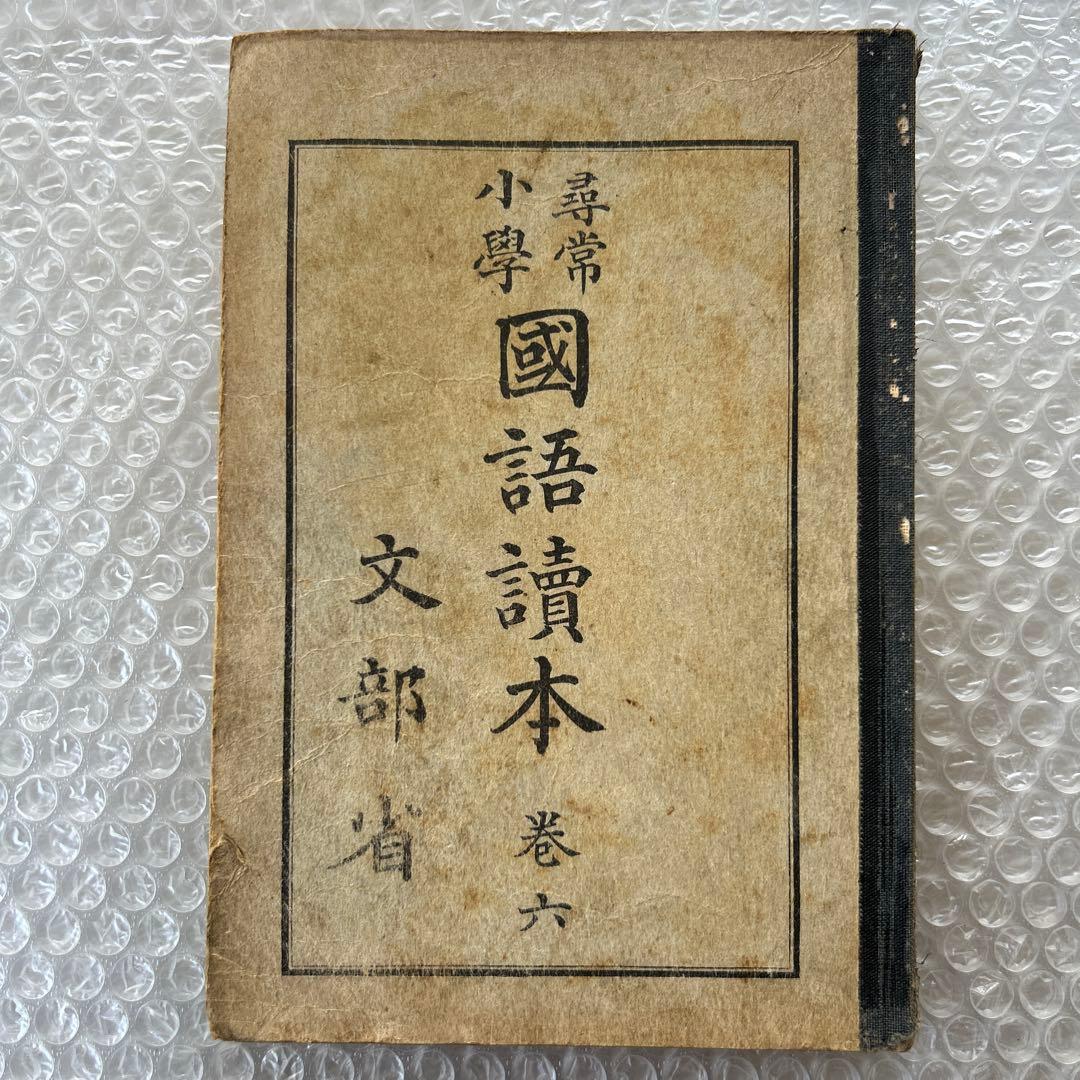 尋常
小學
國語讀本 卷六
文部省